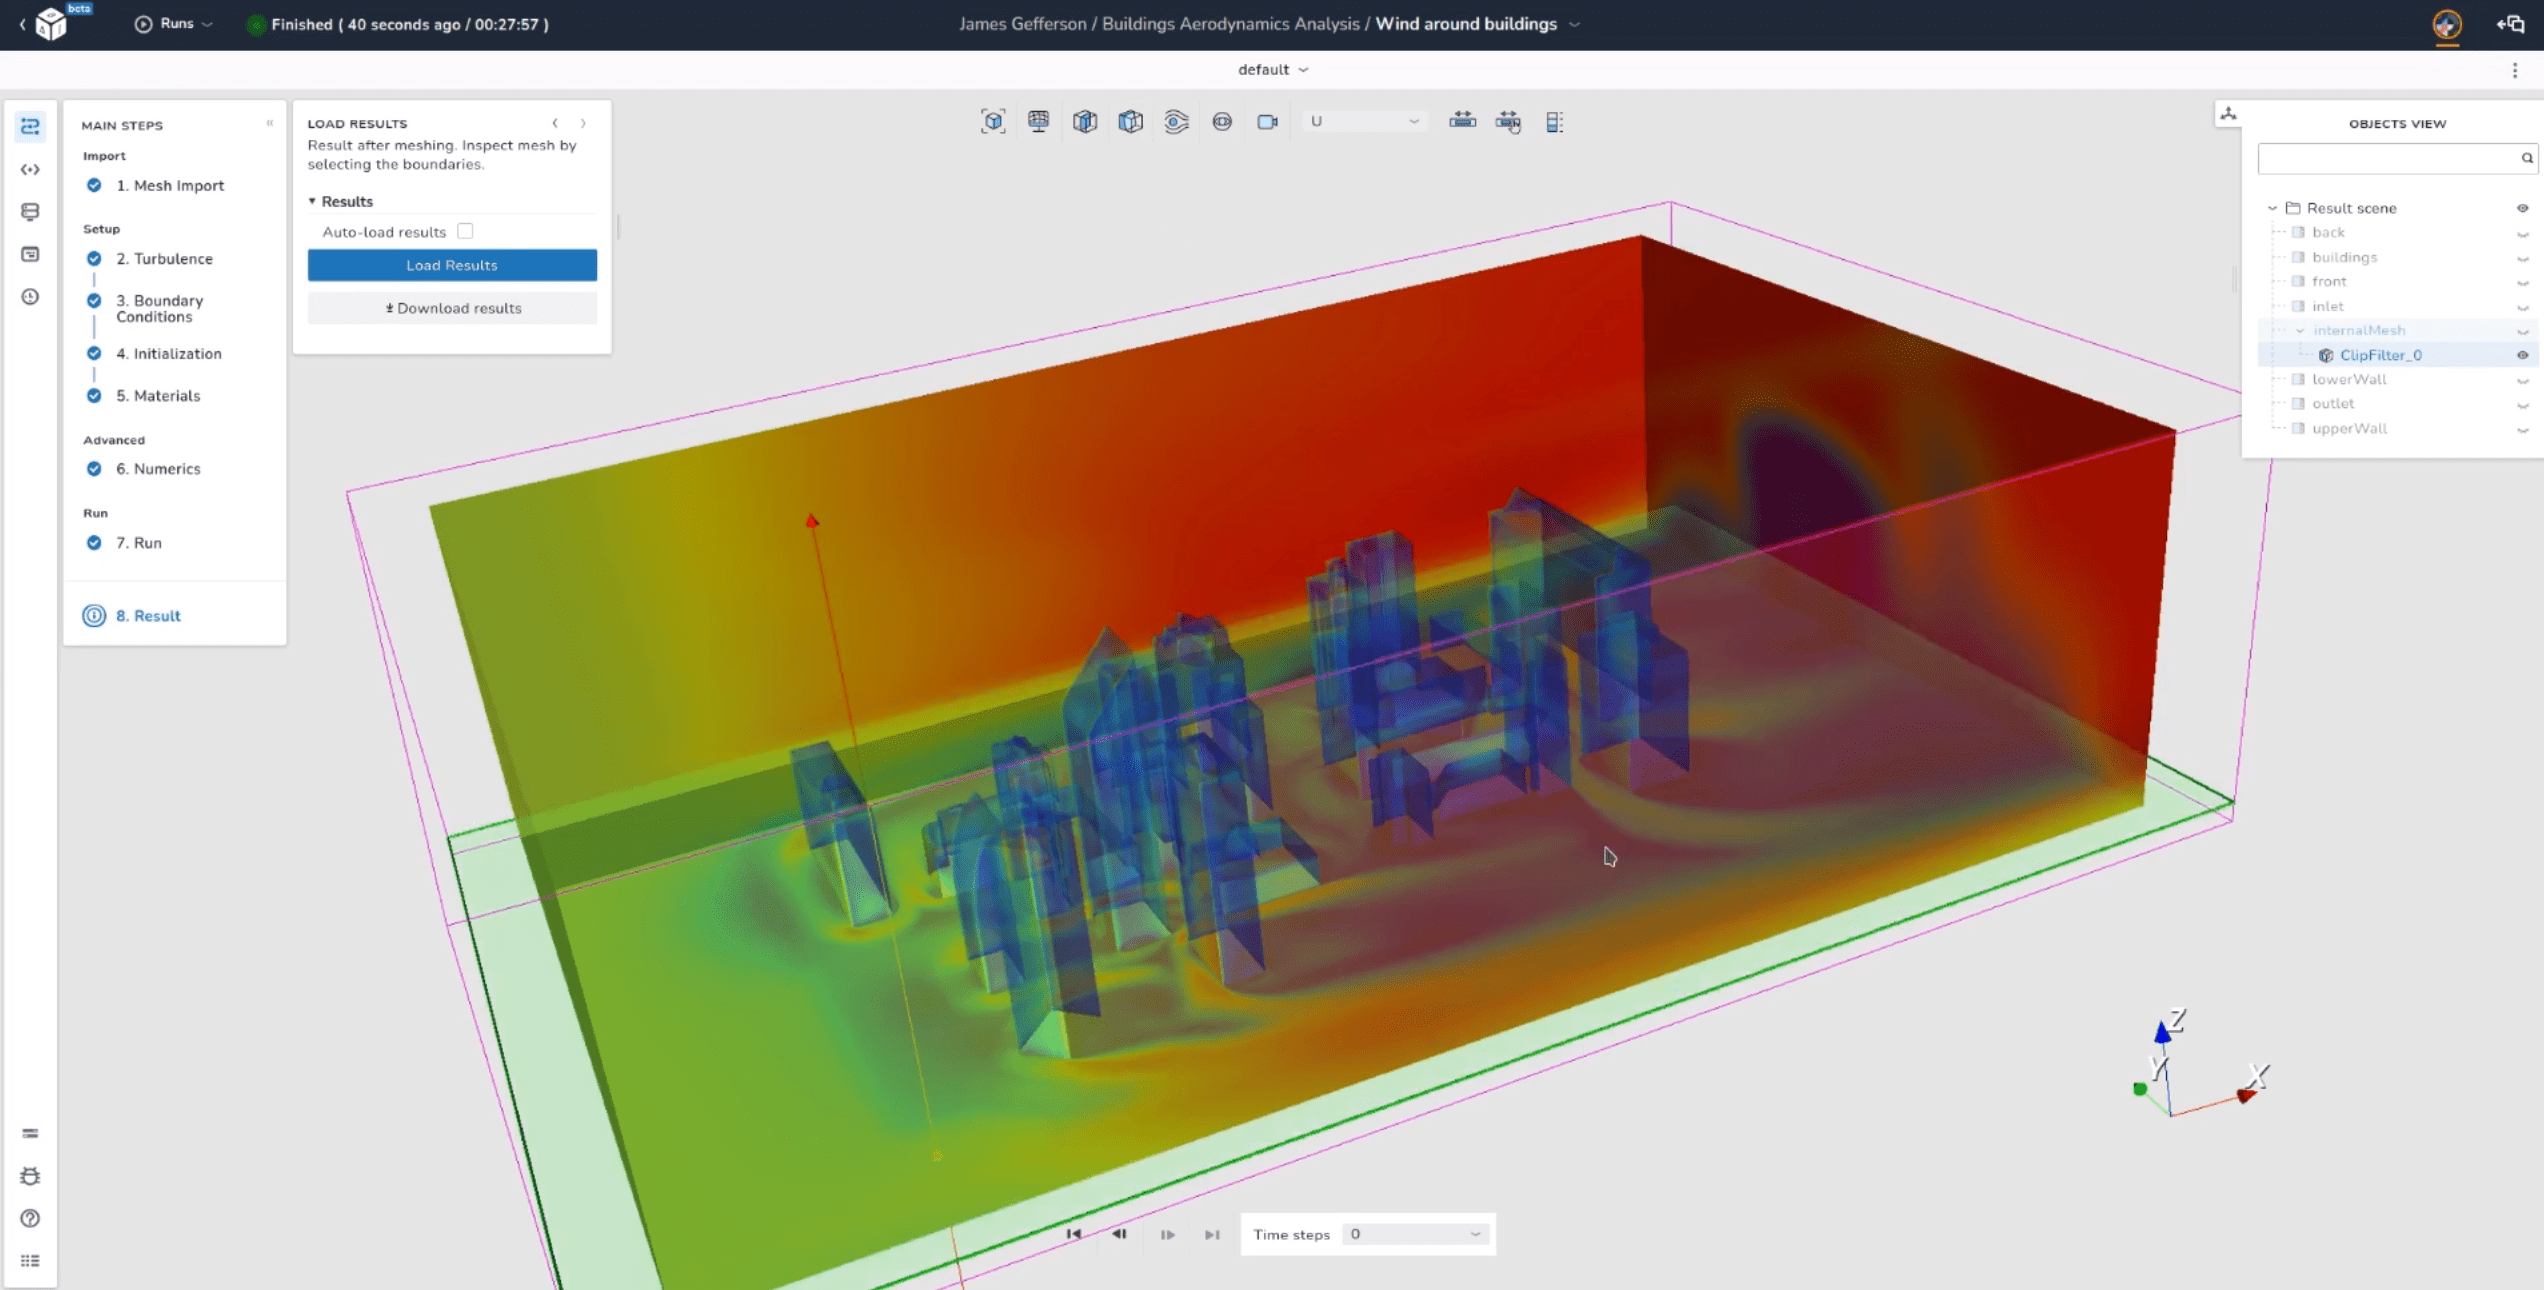 beta
Runs
Finished ( 40 seconds ago / 00:27:57 )
James Gefferson / Buildings Aerodynamics Analysis / Wind around buildings
default
MAIN STEPS
Import
1. Mesh Import
Setup
2. Turbulence
3. Boundary
Conditions
4. Initialization
5. Materials
Advanced
6. Numerics
Run
7. Run
8. Result
LOAD RESULTS
Result after meshing. Inspect mesh by
selecting the boundaries.
Results
Auto-load results
Load Results
Download results
U
OBJECTS VIEW
Result scene
back
buildings
front
inlet
internalMesh
ClipFilter_0
lowerWall
outlet
upperWall
Z
Y
X
Time steps 0